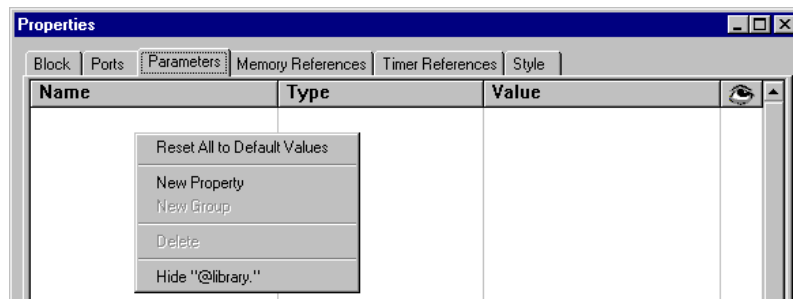 Properties
Block Ports Parameters Memory References Timer References Style
Name Type Value
Reset All to Default Values
New Property
New Group
Delete
Hide "@library."